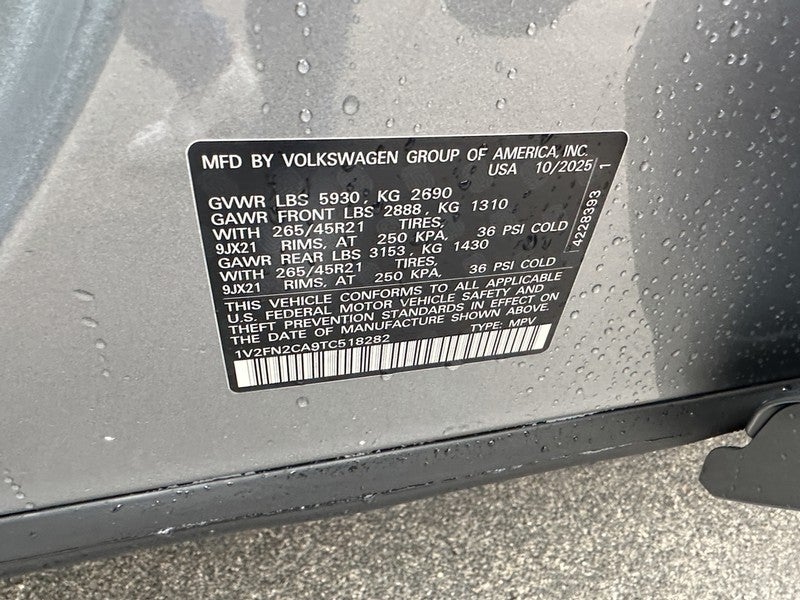 MFD BY VOLKSWAGEN GROUP OF AMERICA, INC.
USA 10/2025
GVWR LBS 5930, KG 2690
GAWR FRONT LBS 2888, KG 1310
WITH 265/45R21 TIRES,
9JX21 RIMS, AT 250 KPA, 36 PSI COLD
GAWR REAR LBS 3153, KG 1430
WITH 265/45R21 TIRES,
9JX21 RIMS, AT 250 KPA, 36 PSI COLD
THIS VEHICLE CONFORMS TO ALL APPLICABLE
U.S. FEDERAL MOTOR VEHICLE SAFETY AND
THEFT PREVENTION STANDARDS IN EFFECT ON
THE DATE OF MANUFACTURE SHOWN ABOVE.
1V2FN2CA9TC518282 TYPE: MPV
4228393 1